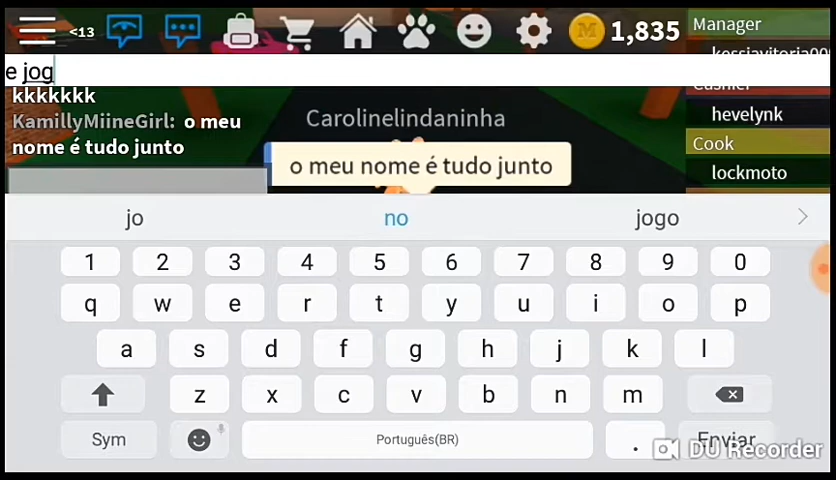 <13
1,835
Manager
e jog
kkkkkkk
KamillyMiineGirl: o meu
nome é tudo junto
Carolinelindaninha
o meu nome é tudo junto
hevelynk
Cook
lockmoto
jo no jogo
1 2 3 4 5 6 7 8 9 0
q w e r t y u i o p
a s d f g h j k l
z x c v b n m
Sym Português(BR) . Enviar
DU Recorder